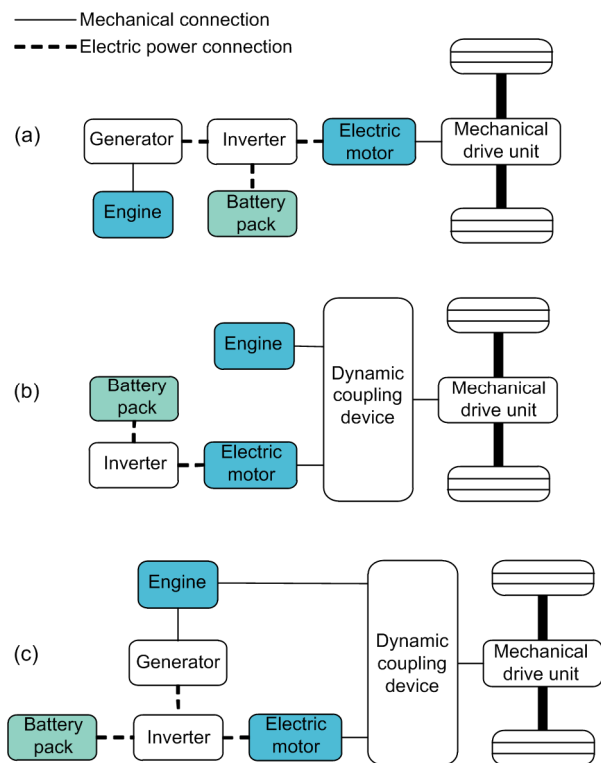 Mechanical connection
Electric power connection
(a)
Generator
Inverter
Electric
motor
Mechanical
drive unit
Engine
Battery
pack
(b)
Engine
Battery
pack
Dynamic
coupling
device
Mechanical
drive unit
Inverter
Electric
motor
(c)
Engine
Generator
Dynamic
coupling
device
Mechanical
drive unit
Battery
pack
Inverter
Electric
motor